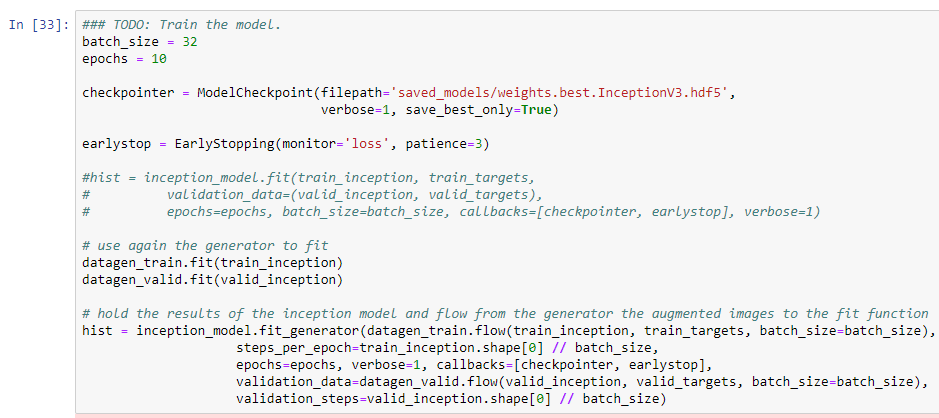 In [33]: ### TODO: Train the model.
batch_size = 32
epochs = 10
checkpointer = ModelCheckpoint(filepath='saved_models/weights.best.InceptionV3.hdf5',
verbose=1, save_best_only=True)
earlystop = EarlyStopping(monitor='loss', patience=3)
#hist = inception_model.fit(train_inception, train_targets,
# validation_data=(valid_inception, valid_targets),
# epochs=epochs, batch_size=batch_size, callbacks=[checkpointer, earlystop], verbose=1)
# use again the generator to fit
datagen_train.fit(train_inception)
datagen_valid.fit(valid_inception)
# hold the results of the inception model and flow from the generator the augmented images to the fit function
hist = inception_model.fit_generator(datagen_train.flow(train_inception, train_targets, batch_size=batch_size),
steps_per_epoch=train_inception.shape[0] // batch_size,
epochs=epochs, verbose=1, callbacks=[checkpointer, earlystop],
validation_data=datagen_valid.flow(valid_inception, valid_targets, batch_size=batch_size),
validation_steps=valid_inception.shape[0] // batch_size)